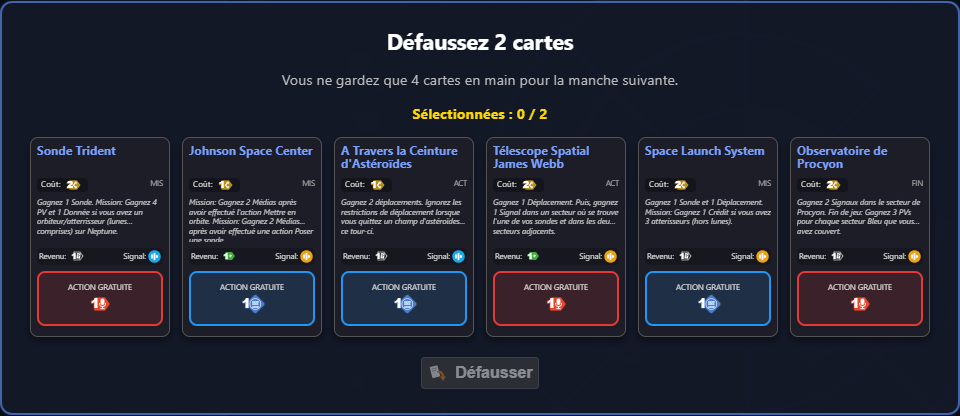 Défaussez 2 cartes
Vous ne gardez que 4 cartes en main pour la manche suivante.
Sélectionnées : 0 / 2
Sonde Trident
Coût: 2
MIS
Gagnez 1 Sonde. Mission: Gagnez 4
PV et 1 Donnée si vous avez un
orbiteur/atterrisseur (lunes
comprises) sur Neptune.
Revenu: 1
Signal:
ACTION GRATUITE
1
Johnson Space Center
Coût: 1
MIS
Mission: Gagnez 2 Médias
après avoir effectué l'action Mettre en
orbite. Mission: Gagnez 2 Médias...
après avoir effectué une action Poser
une sonde
Revenu: 1
Signal:
ACTION GRATUITE
1
A Travers la Ceinture
d'Astéroïdes
Coût: 1
ACT
Gagnez 2 déplacements. Ignorez les
restrictions de déplacement lorsque
vous quittez un champ d'astéroïdes...
ce tour-ci.
Revenu: 1
Signal:
ACTION GRATUITE
1
Télescope Spatial
James Webb
Coût: 2
ACT
Gagnez 1 Déplacement. Puis, gagnez
1 Signal dans un secteur où se trouve
l'une de vos sondes et dans les deu...
secteurs adjacents.
Revenu: 1
Signal:
ACTION GRATUITE
1
Space Launch System
Coût: 2
MIS
Gagnez 1 Sonde et 1 Déplacement.
Mission: Gagnez 1 Crédit si vous avez
3 atterisseurs (hors lunes).
Revenu: 1
Signal:
ACTION GRATUITE
1
Observatoire de
Procyon
Coût: 2
FIN
Gagnez 2 Signaux dans le secteur de
Procyon. Fin de jeu: Gagnez 3 PVs
pour chaque secteur Bleu que vous...
avez couvert.
Revenu: 1
Signal:
ACTION GRATUITE
1
Défausser